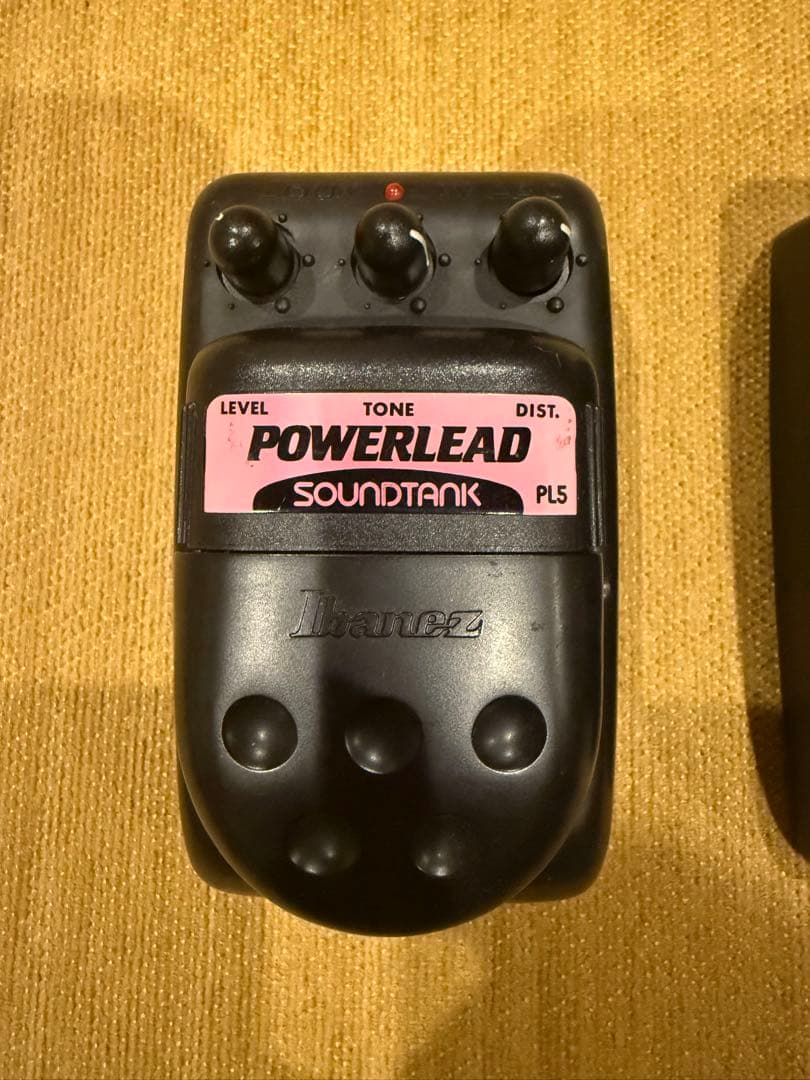 LEVEL TONE DIST.
POWERLEAD
SOUNDTANK PL5
Ibanez